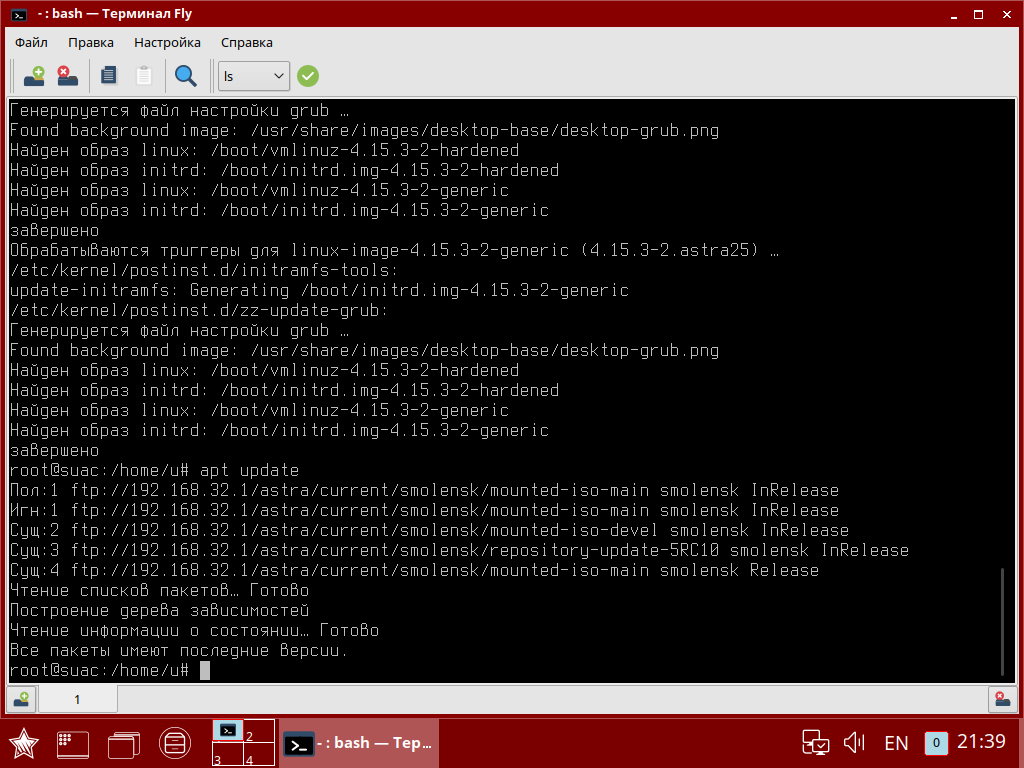 - : bash — Терминал Fly
Файл Правка Настройка Справка
ls
Генерируется файл настройки grub …
Found background image: /usr/share/images/desktop-base/desktop-grub.png
Найден образ linux: /boot/vmlinuz-4.15.3-2-hardened
Найден образ initrd: /boot/initrd.img-4.15.3-2-hardened
Найден образ linux: /boot/vmlinuz-4.15.3-2-generic
Найден образ initrd: /boot/initrd.img-4.15.3-2-generic
завершено
Обрабатываются триггеры для linux-image-4.15.3-2-generic (4.15.3-2.astra25) …
/etc/kernel/postinst.d/initramfs-tools:
update-initramfs: Generating /boot/initrd.img-4.15.3-2-generic
/etc/kernel/postinst.d/zz-update-grub:
Генерируется файл настройки grub …
Found background image: /usr/share/images/desktop-base/desktop-grub.png
Найден образ linux: /boot/vmlinuz-4.15.3-2-hardened
Найден образ initrd: /boot/initrd.img-4.15.3-2-hardened
Найден образ linux: /boot/vmlinuz-4.15.3-2-generic
Найден образ initrd: /boot/initrd.img-4.15.3-2-generic
завершено
root@suac:/home/u# apt update
Пол:1 ftp://192.168.32.1/astra/current/smolensk/mounted-iso-main smolensk InRelease
Игн:1 ftp://192.168.32.1/astra/current/smolensk/mounted-iso-main smolensk InRelease
Сущ:2 ftp://192.168.32.1/astra/current/smolensk/mounted-iso-devel smolensk InRelease
Сущ:3 ftp://192.168.32.1/astra/current/smolensk/repository-update-5RC10 smolensk InRelease
Сущ:4 ftp://192.168.32.1/astra/current/smolensk/mounted-iso-main smolensk Release
Чтение списков пакетов… Готово
Построение дерева зависимостей
Чтение информации о состоянии… Готово
Все пакеты имеют последние версии.
root@suac:/home/u#
1
2
3 4
- : bash — Тер...
EN 0 21:39